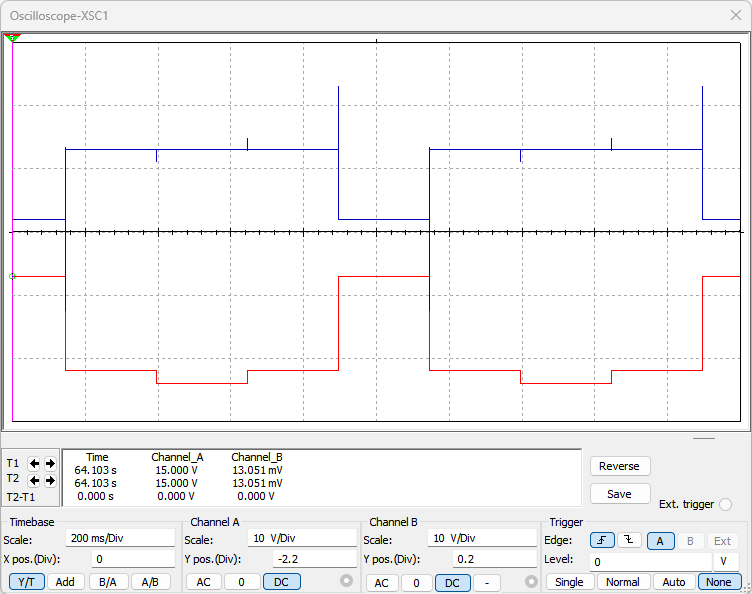 Oscilloscope-XSC1
T1
T2
T2-T1
Time Channel_A Channel_B
64.103 s 15.000 V 13.051 mV
64.103 s 15.000 V 13.051 mV
0.000 s 0.000 V 0.000 V
Reverse
Save
Ext. trigger
Timebase
Scale: 200 ms/Div
X pos.(Div): 0
Y/T Add B/A A/B
Channel A
Scale: 10 V/Div
Y pos.(Div): -2.2
AC 0 DC
Channel B
Scale: 10 V/Div
Y pos.(Div): 0.2
AC 0 DC -
Trigger
Edge: A B Ext
Level: 0 V
Single Normal Auto None